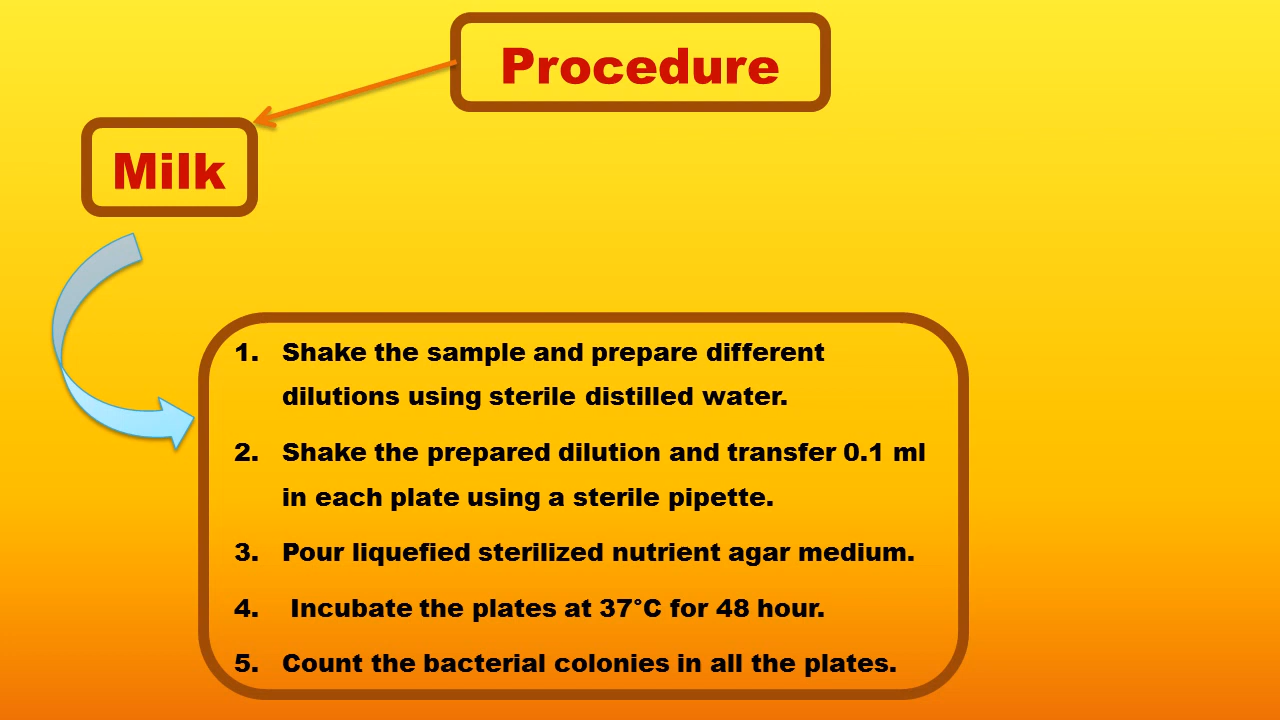 Procedure
Milk
1. Shake the sample and prepare different
dilutions using sterile distilled water.
2. Shake the prepared dilution and transfer 0.1 ml
in each plate using a sterile pipette.
3. Pour liquefied sterilized nutrient agar medium.
4. Incubate the plates at 37°C for 48 hour.
5. Count the bacterial colonies in all the plates.